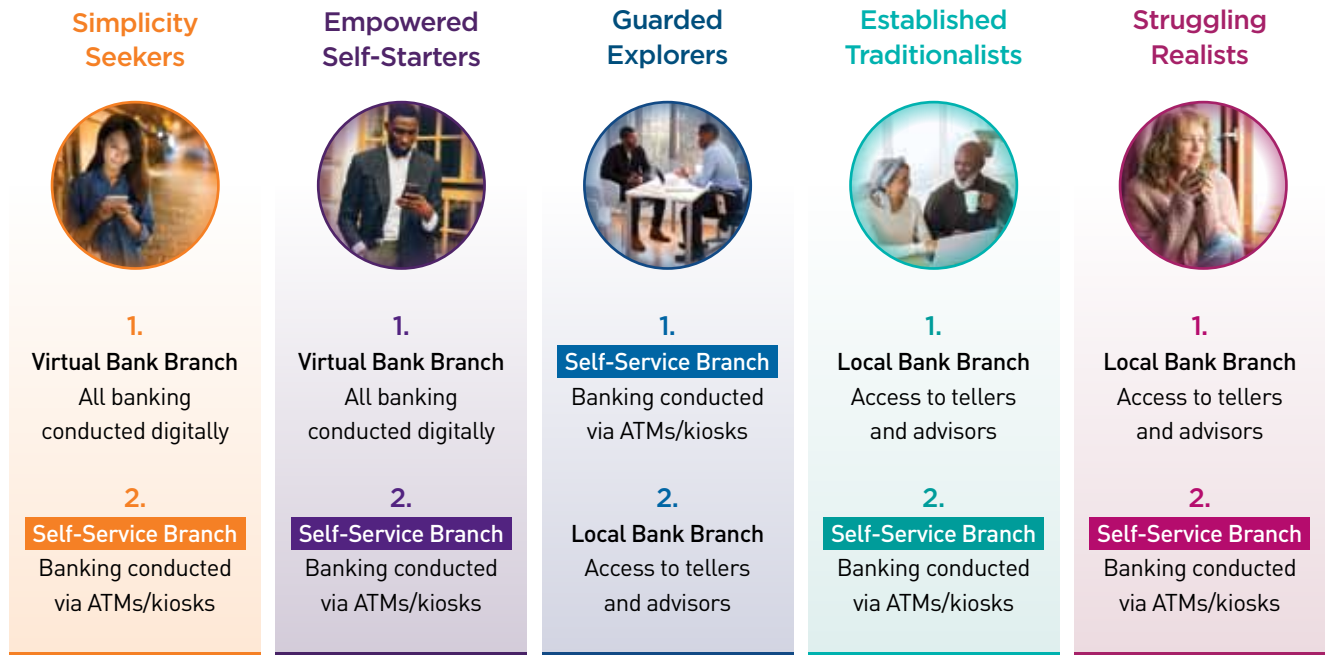 Simplicity
Seekers
1.
Virtual Bank Branch
All banking
conducted digitally
2.
Self-Service Branch
Banking conducted
via ATMs/kiosks
Empowered
Self-Starters
1.
Virtual Bank Branch
All banking
conducted digitally
2.
Self-Service Branch
Banking conducted
via ATMs/kiosks
Guarded
Explorers
1.
Self-Service Branch
Banking conducted
via ATMs/kiosks
2.
Local Bank Branch
Access to tellers
and advisors
Established
Traditionalists
1.
Local Bank Branch
Access to tellers
and advisors
2.
Self-Service Branch
Banking conducted
via ATMs/kiosks
Struggling
Realists
1.
Local Bank Branch
Access to tellers
and advisors
2.
Self-Service Branch
Banking conducted
via ATMs/kiosks